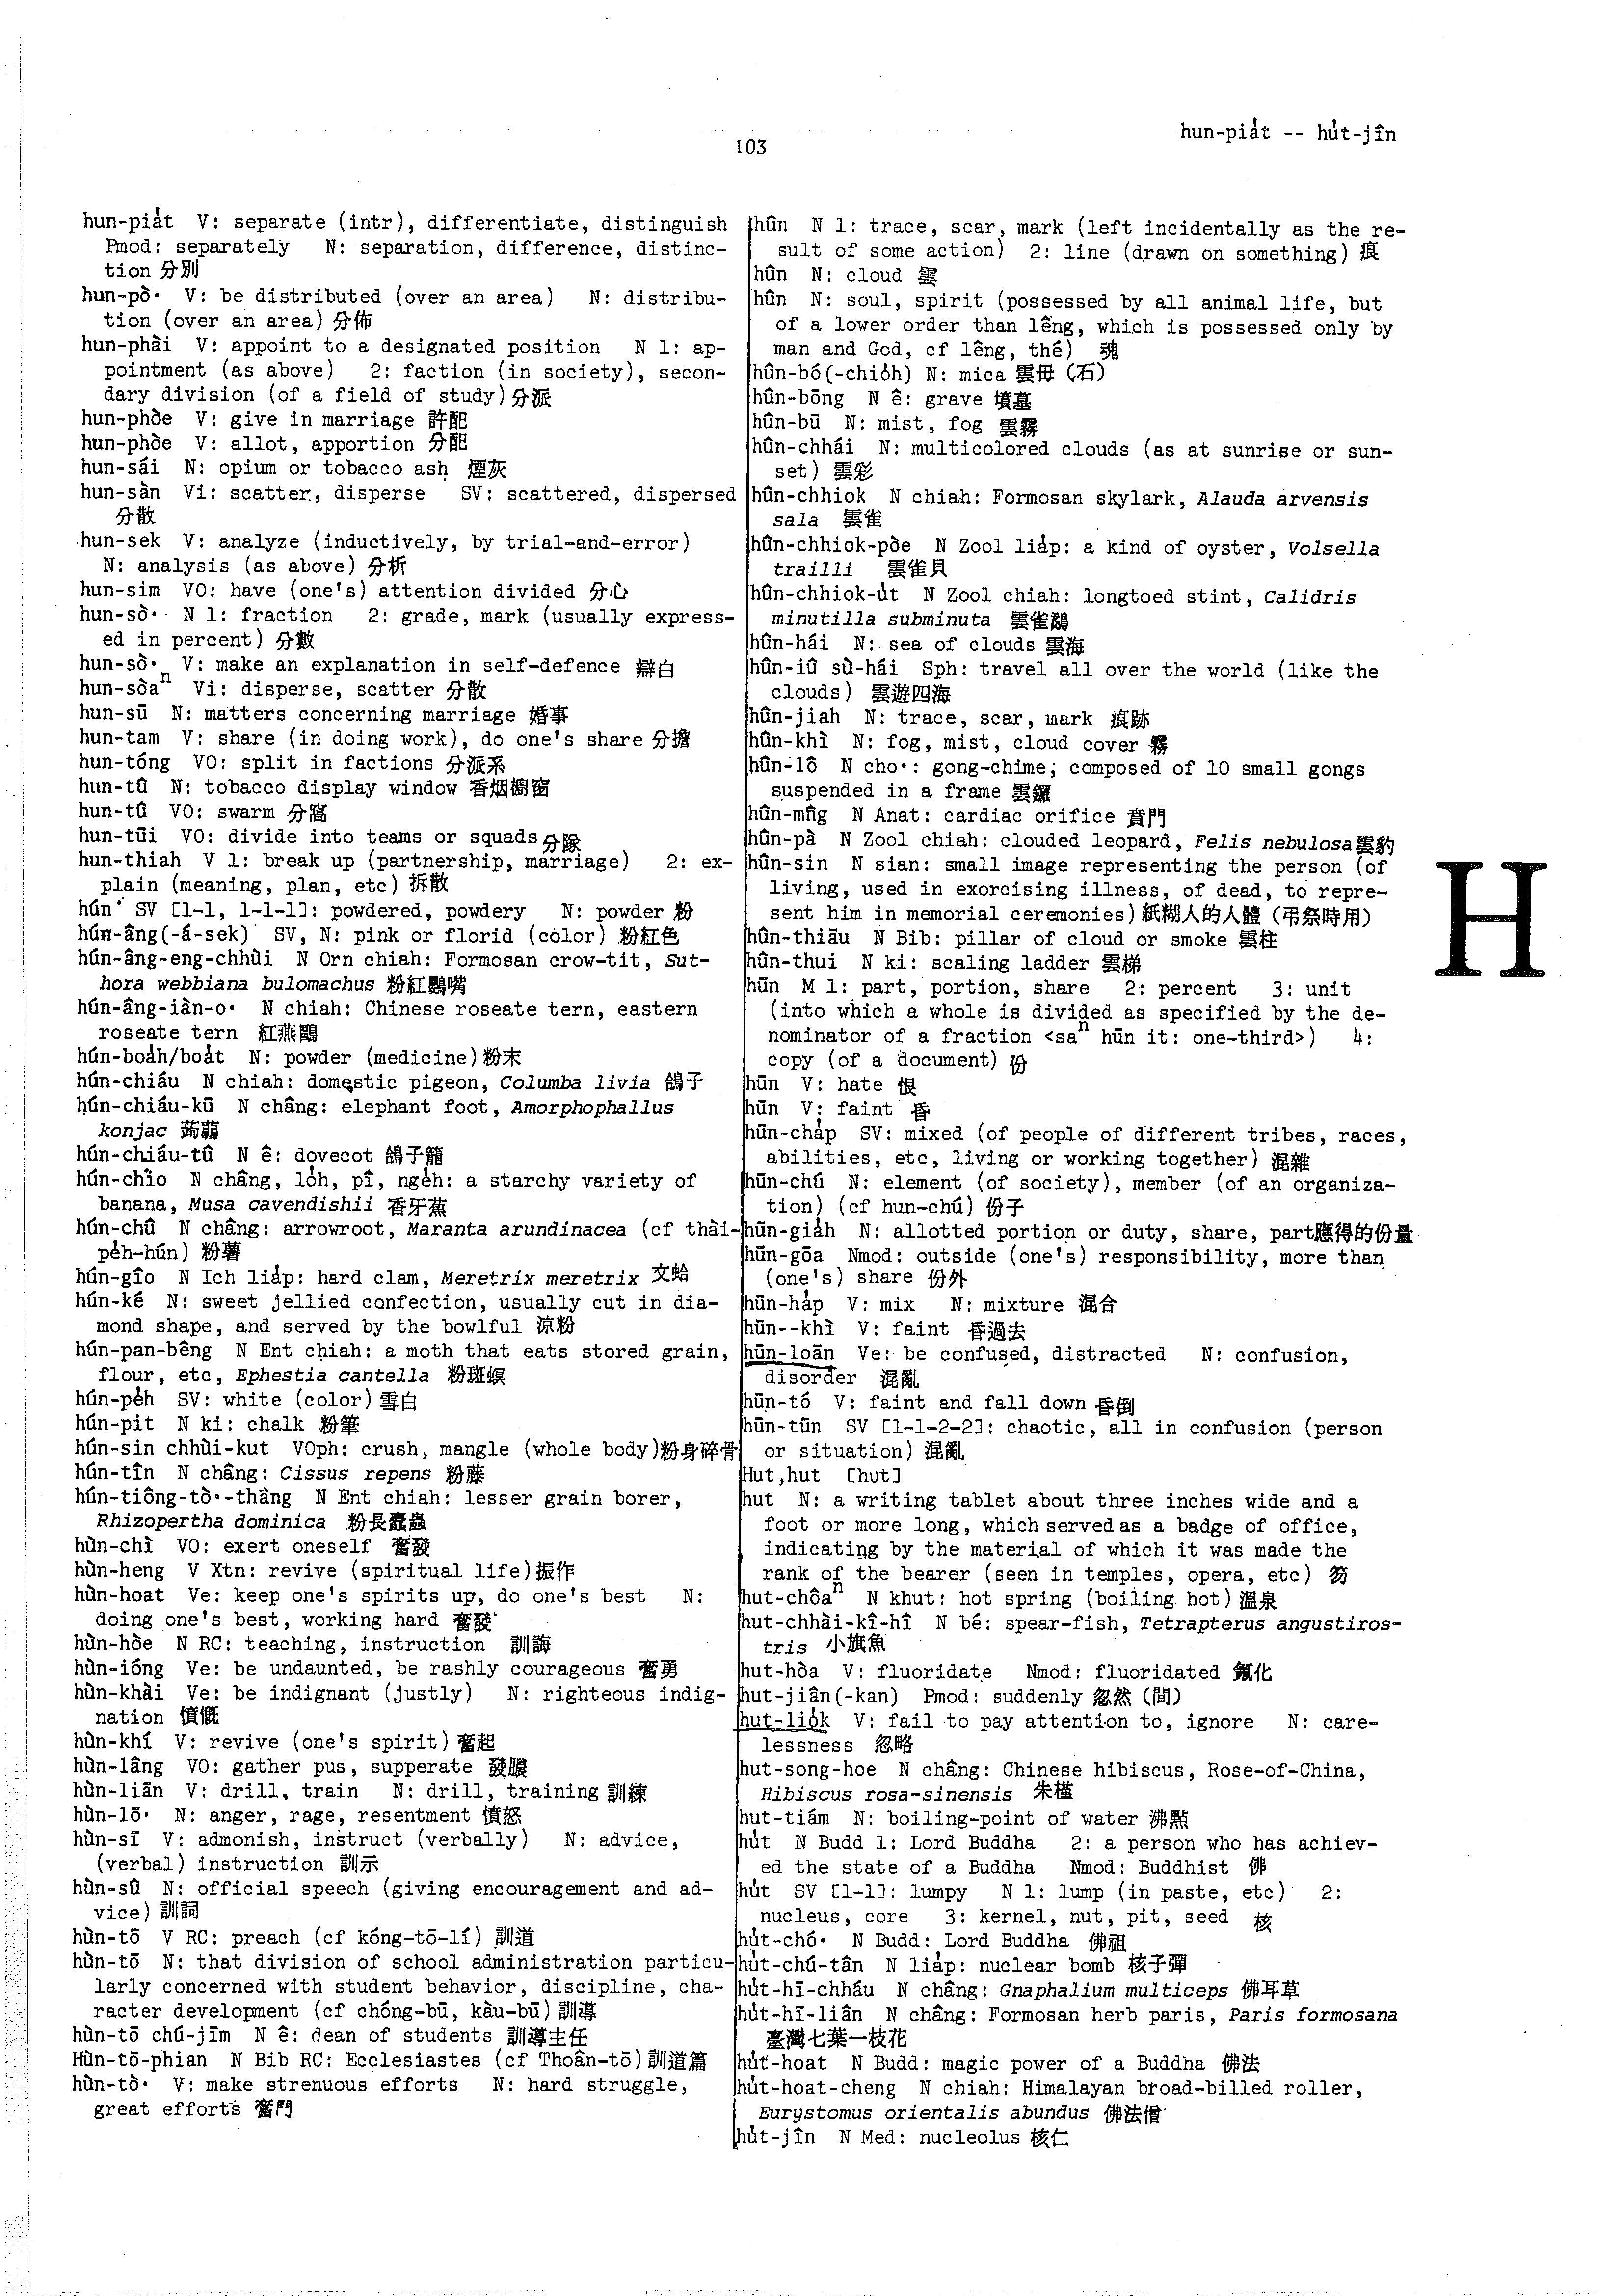 hun-pia̍t -- hu̍t-jîn
103
hun-pia̍t V: separate (intr), differentiate, distinguish
Pmod: separately N: separation, difference, distinc-
tion 分別
hun-pò͘ V: be distributed (over an area) N: distribu-
tion (over an area) 分佈
hun-phài V: appoint to a designated position N 1: ap-
pointment (as above) 2: faction (in society), secon-
dary division (of a field of study) 分派
hun-phòe V: give in marriage 許配
hun-phòe V: allot, apportion 分配
hun-sái N: opium or tobacco ash 煙灰
hun-sàn Vi: scatter, disperse SV: scattered, dispersed
分散
hun-sek V: analyze (inductively, by trial-and-error)
N: analysis (as above) 分析
hun-sim VO: have (one's) attention divided 分心
hun-sò͘ N 1: fraction 2: grade, mark (usually express-
ed in percent) 分數
hun-sò͘ V: make an explanation in self-defence 辯白
hun-sòaⁿ Vi: disperse, scatter 分散
hun-sū N: matters concerning marriage 婚事
hun-tam V: share (in doing work), do one's share 分擔
hun-tóng VO: split in factions 分派系
hun-tû N: tobacco display window 香烟櫥窗
hun-tû VO: swarm 分窩
hun-tūi VO: divide into teams or squads 分隊
hun-thiah V 1: break up (partnership, marriage) 2: ex-
plain (meaning, plan, etc) 拆散
hún SV [1-1, 1-1-1]: powdered, powdery N: powder 粉
hún-âng(-á-sek) SV, N: pink or florid (color) 粉紅色
hún-âng-eng-chhùi N Orn chiah: Formosan crow-tit, Sut-
hora webbiana bulomachus 粉紅鸚嘴
hún-âng-iàn-o͘ N chiah: Chinese roseate tern, eastern
roseate tern 紅燕鷗
hún-boa̍h/boa̍t N: powder (medicine) 粉末
hún-chiáu N chiah: domestic pigeon, Columba livia 鴿子
hún-chiáu-kū N châng: elephant foot, Amorphophallus
konjac 蒟蒻
hún-chiáu-tû N ê: dovecot 鴿子籠
hún-chio N châng, lo̍h, pî, nge̍h: a starchy variety of
banana, Musa cavendishii 香牙蕉
hún-chû N châng: arrowroot, Maranta arundinacea (cf thài-
pe̍h-hún) 粉薯
hún-gîo N Ich lia̍p: hard clam, Meretrix meretrix 文蛤
hún-ké N: sweet jellied confection, usually cut in dia-
mond shape, and served by the bowlful 涼粉
hún-pan-bêng N Ent chiah: a moth that eats stored grain,
flour, etc, Ephestia cantella 粉斑螟
hún-pe̍h SV: white (color) 雪白
hún-pit N ki: chalk 粉筆
hún-sin chhùi-kut VOph: crush, mangle (whole body) 粉身碎骨
hún-tîn N châng: Cissus repens 粉藤
hún-tiông-tò͘-thâng N Ent chiah: lesser grain borer,
Rhizopertha dominica 粉長蠹蟲
hùn-chì VO: exert oneself 奮發
hùn-heng V Xtn: revive (spiritual life) 振作
hùn-hoat Ve: keep one's spirits up, do one's best N:
doing one's best, working hard 奮發
hùn-hòe N RC: teaching, instruction 訓誨
hùn-ióng Ve: be undaunted, be rashly courageous 奮勇
hùn-khài Ve: be indignant (justly) N: righteous indig-
nation 憤慨
hùn-khí V: revive (one's spirit) 奮起
hùn-lâng VO: gather pus, supperate 發膿
hùn-liān V: drill, train N: drill, training 訓練
hùn-lō͘ N: anger, rage, resentment 憤怒
hùn-sī V: admonish, instruct (verbally) N: advice,
(verbal) instruction 訓示
hùn-sû N: official speech (giving encouragement and ad-
vice) 訓詞
hùn-tō V RC: preach (cf kóng-tō-lí) 訓道
hùn-tō N: that division of school administration particu-
larly concerned with student behavior, discipline, cha-
racter development (cf chóng-bū, kàu-bū) 訓導
hùn-tō chú-jīm N ê: dean of students 訓導主任
Hùn-tō-phian N Bib RC: Ecclesiastes (cf Thoân-tō) 訓道篇
hùn-tò͘ V: make strenuous efforts N: hard struggle,
great efforts 奮鬥
hûn N 1: trace, scar, mark (left incidentally as the re-
sult of some action) 2: line (drawn on something) 痕
hûn N: cloud 雲
hûn N: soul, spirit (possessed by all animal life, but
of a lower order than lêng, which is possessed only by
man and God, cf lêng, thé) 魂
hûn-bó(-chio̍h) N: mica 雲母(石)
hûn-bōng N ê: grave 墳墓
hûn-bū N: mist, fog 雲霧
hûn-chhái N: multicolored clouds (as at sunrise or sun-
set) 雲彩
hûn-chhiok N chiah: Formosan skylark, Alauda arvensis
sala 雲雀
hûn-chhiok-pòe N Zool lia̍p: a kind of oyster, Volsella
trailli 雲雀貝
hûn-chhiok-u̍t N Zool chiah: longtoed stint, Calidris
minutilla subminuta 雲雀鷸
hûn-hái N: sea of clouds 雲海
hûn-iû sù-hái Sph: travel all over the world (like the
clouds) 雲遊四海
hûn-jiah N: trace, scar, mark 痕跡
hûn-khì N: fog, mist, cloud cover 霧
hûn-lô N cho͘: gong-chime; composed of 10 small gongs
suspended in a frame 雲鑼
hûn-mn̂g N Anat: cardiac orifice 賁門
hûn-pà N Zool chiah: clouded leopard, Felis nebulosa 雲豹
hûn-sin N sian: small image representing the person (of
living, used in exorcising illness, of dead, to repre-
sent him in memorial ceremonies) 紙糊人的人體 (弔祭時用)
hûn-thiāu N Bib: pillar of cloud or smoke 雲柱
hûn-thui N ki: scaling ladder 雲梯
hūn M 1: part, portion, share 2: percent 3: unit
(into which a whole is divided as specified by the de-
nominator of a fraction <saⁿ hūn it: one-third>) 4:
copy (of a document) 份
hūn V: hate 恨
hūn V: faint 昏
hūn-cha̍p SV: mixed (of people of different tribes, races,
abilities, etc, living or working together) 混雜
hūn-chú N: element (of society), member (of an organiza-
tion) (cf hun-chú) 份子
hūn-gia̍h N: allotted portion or duty, share, part 應得的份量
hūn-gōa Nmod: outside (one's) responsibility, more than
(one's) share 份外
hūn-ha̍p V: mix N: mixture 混合
hūn--khì V: faint 昏過去
hūn-loān Ve: be confused, distracted N: confusion,
disorder 混亂
hūn-tó V: faint and fall down 昏倒
hūn-tūn SV [1-1-2-2]: chaotic, all in confusion (person
or situation) 混亂
Hut,hut [hut]
hut N: a writing tablet about three inches wide and a
foot or more long, which served as a badge of office,
indicating by the material of which it was made the
rank of the bearer (seen in temples, opera, etc) 笏
hut-chôaⁿ N khut: hot spring (boiling hot) 溫泉
hut-chhài-kî-hî N bé: spear-fish, Tetrapterus angustiros-
tris 小旗魚
hut-hòa V: fluoridate Nmod: fluoridated 氟化
hut-jiân(-kan) Pmod: suddenly 忽然(間)
hut-lio̍k V: fail to pay attention to, ignore N: care-
lessness 忽略
hut-song-hoe N châng: Chinese hibiscus, Rose-of-China,
Hibiscus rosa-sinensis 朱槿
hut-tiám N: boiling-point of water 沸點
hu̍t N Budd 1: Lord Buddha 2: a person who has achiev-
ed the state of a Buddha Nmod: Buddhist 佛
hu̍t SV [1-1]: lumpy N 1: lump (in paste, etc) 2:
nucleus, core 3: kernel, nut, pit, seed 核
hu̍t-chó͘ N Budd: Lord Buddha 佛祖
hu̍t-chú-tân N lia̍p: nuclear bomb 核子彈
hu̍t-hī-chháu N châng: Gnaphalium multiceps 佛耳草
hu̍t-hī-liân N châng: Formosan herb paris, Paris formosana
臺灣七葉一枝花
hu̍t-hoat N Budd: magic power of a Buddha 佛法
hu̍t-hoat-cheng N chiah: Himalayan broad-billed roller,
Eurystomus orientalis abundus 佛法僧
hu̍t-jîn N Med: nucleolus 核仁
H